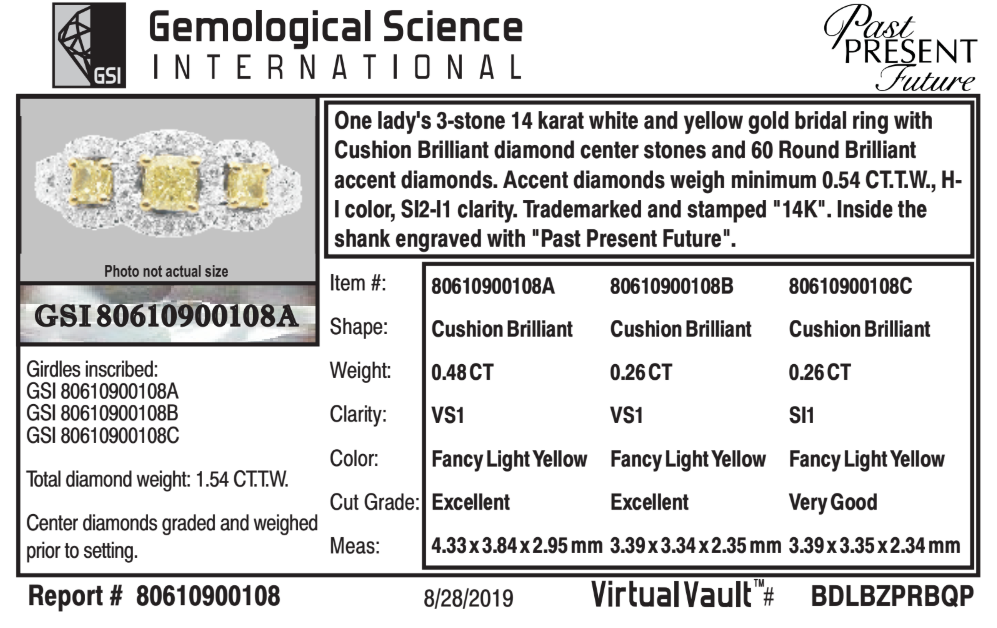 GSI
Gemological Science
INTERNATIONAL
Past
PRESENT
Future
One lady's 3-stone 14 karat white and yellow gold bridal ring with
Cushion Brilliant diamond center stones and 60 Round Brilliant
accent diamonds. Accent diamonds weigh minimum 0.54 CT.T.W., H-
I color, SI2-I1 clarity. Trademarked and stamped "14K". Inside the
shank engraved with "Past Present Future".
Photo not actual size
GSI 80610900108A
Girdles inscribed:
GSI 80610900108A
GSI 80610900108B
GSI 80610900108C
Total diamond weight: 1.54 CT.T.W.
Center diamonds graded and weighed
prior to setting.
Item #: 80610900108A 80610900108B 80610900108C
Shape: Cushion Brilliant Cushion Brilliant Cushion Brilliant
Weight: 0.48 CT 0.26 CT 0.26 CT
Clarity: VS1 VS1 SI1
Color: Fancy Light Yellow Fancy Light Yellow Fancy Light Yellow
Cut Grade: Excellent Excellent Very Good
Meas: 4.33 x 3.84 x 2.95 mm 3.39 x 3.34 x 2.35 mm 3.39 x 3.35 x 2.34 mm
Report # 80610900108
8/28/2019
Virtual Vault™# BDLBZPRBQP